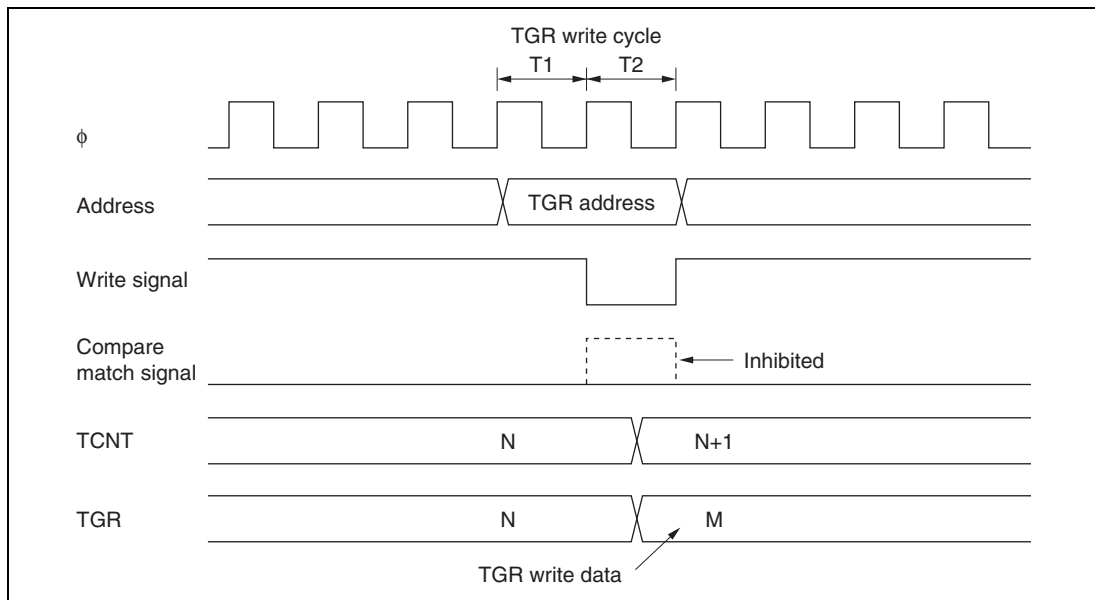 TGR write cycle
T1 T2
ϕ
Address TGR address
Write signal
Compare
match signal
Inhibited
TCNT N N+1
TGR N M
TGR write data